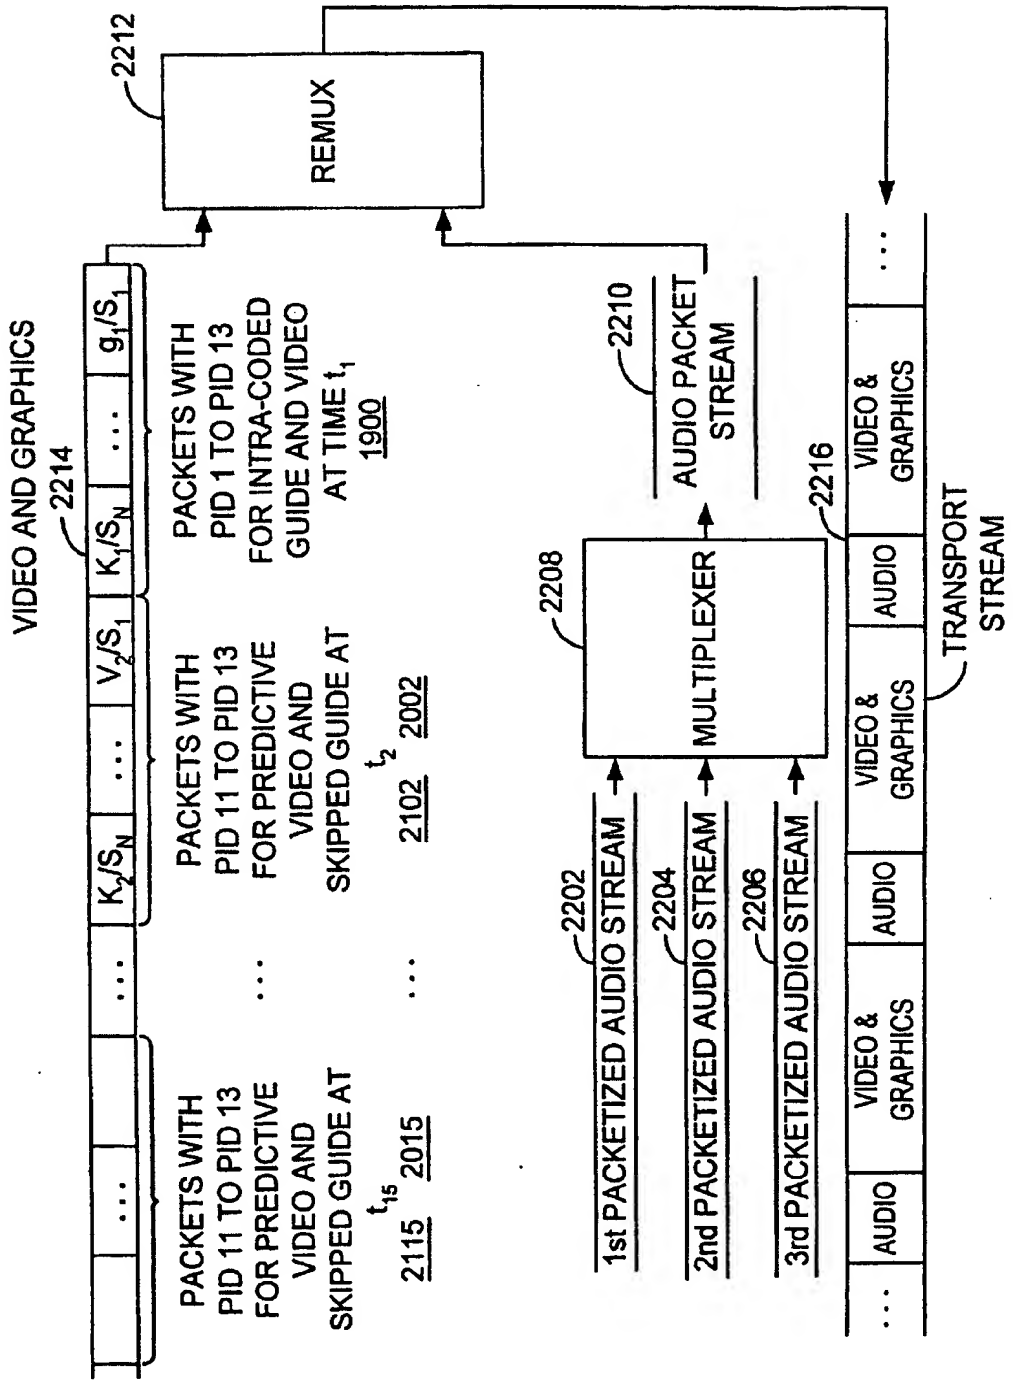 VIDEO AND GRAPHICS
2214
... ... K₂/S_N ... V₂/S₁ K₁/S_N ... g₁/S₁
PACKETS WITH
PID 11 TO PID 13
FOR PREDICTIVE
VIDEO AND
SKIPPED GUIDE AT
t₁₅
2115 2015
...
...
PACKETS WITH
PID 11 TO PID 13
FOR PREDICTIVE
VIDEO AND
SKIPPED GUIDE AT
t₂
2102 2002
PACKETS WITH
PID 1 TO PID 13
FOR INTRA-CODED
GUIDE AND VIDEO
AT TIME t₁
1900
2212
REMUX
2202
1st PACKETIZED AUDIO STREAM
2204
2nd PACKETIZED AUDIO STREAM
2206
3rd PACKETIZED AUDIO STREAM
2208
MULTIPLEXER
2210
AUDIO PACKET
STREAM
2216
... AUDIO VIDEO & GRAPHICS AUDIO VIDEO & GRAPHICS AUDIO VIDEO & GRAPHICS ...
TRANSPORT
STREAM